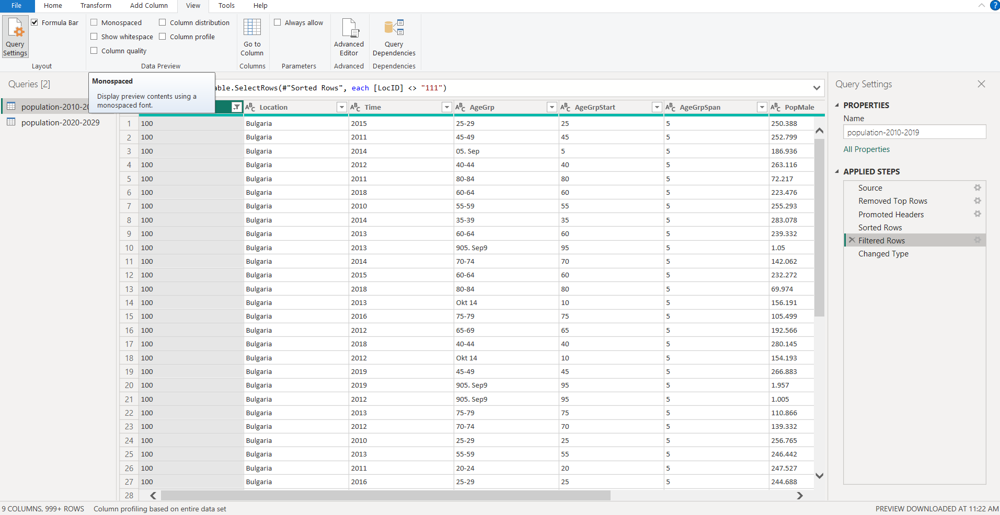 File Home Transform Add Column View Tools Help ?
Formula Bar Monospaced Column distribution Always allow
Show whitespace Column profile
Column quality
Query Settings Go to Column Advanced Editor Query Dependencies
Layout Data Preview Columns Parameters Advanced Dependencies
Queries [2]
population-2010-20
population-2020-2029
Monospaced
Display preview contents using a
monospaced font.
able.SelectRows(#"Sorted Rows", each [LocID] <> "111")
ABC Location ABC Time ABC AgeGrp ABC AgeGrpStart ABC AgeGrpSpan ABC PopMale
1 100 Bulgaria 2015 25-29 25 5 250.388
2 100 Bulgaria 2011 45-49 45 5 252.799
3 100 Bulgaria 2014 05. Sep 5 5 186.936
4 100 Bulgaria 2012 40-44 40 5 263.116
5 100 Bulgaria 2011 80-84 80 5 72.217
6 100 Bulgaria 2018 60-64 60 5 223.476
7 100 Bulgaria 2010 55-59 55 5 255.293
8 100 Bulgaria 2014 35-39 35 5 283.078
9 100 Bulgaria 2013 60-64 60 5 239.332
10 100 Bulgaria 2013 905. Sep9 95 5 1.05
11 100 Bulgaria 2014 70-74 70 5 142.062
12 100 Bulgaria 2015 60-64 60 5 232.272
13 100 Bulgaria 2018 80-84 80 5 69.974
14 100 Bulgaria 2013 Okt 14 10 5 156.191
15 100 Bulgaria 2016 75-79 75 5 105.499
16 100 Bulgaria 2012 65-69 65 5 192.566
17 100 Bulgaria 2018 40-44 40 5 280.145
18 100 Bulgaria 2012 Okt 14 10 5 154.193
19 100 Bulgaria 2019 45-49 45 5 266.883
20 100 Bulgaria 2019 905. Sep9 95 5 1.957
21 100 Bulgaria 2012 905. Sep9 95 5 1.005
22 100 Bulgaria 2013 75-79 75 5 110.866
23 100 Bulgaria 2012 70-74 70 5 139.332
24 100 Bulgaria 2010 25-29 25 5 256.765
25 100 Bulgaria 2013 55-59 55 5 246.442
26 100 Bulgaria 2011 20-24 20 5 247.527
27 100 Bulgaria 2016 25-29 25 5 244.688
28
Query Settings
PROPERTIES
Name
population-2010-2019
All Properties
APPLIED STEPS
Source
Removed Top Rows
Promoted Headers
Sorted Rows
Filtered Rows
Changed Type
9 COLUMNS, 999+ ROWS Column profiling based on entire data set PREVIEW DOWNLOADED AT 11:22 AM